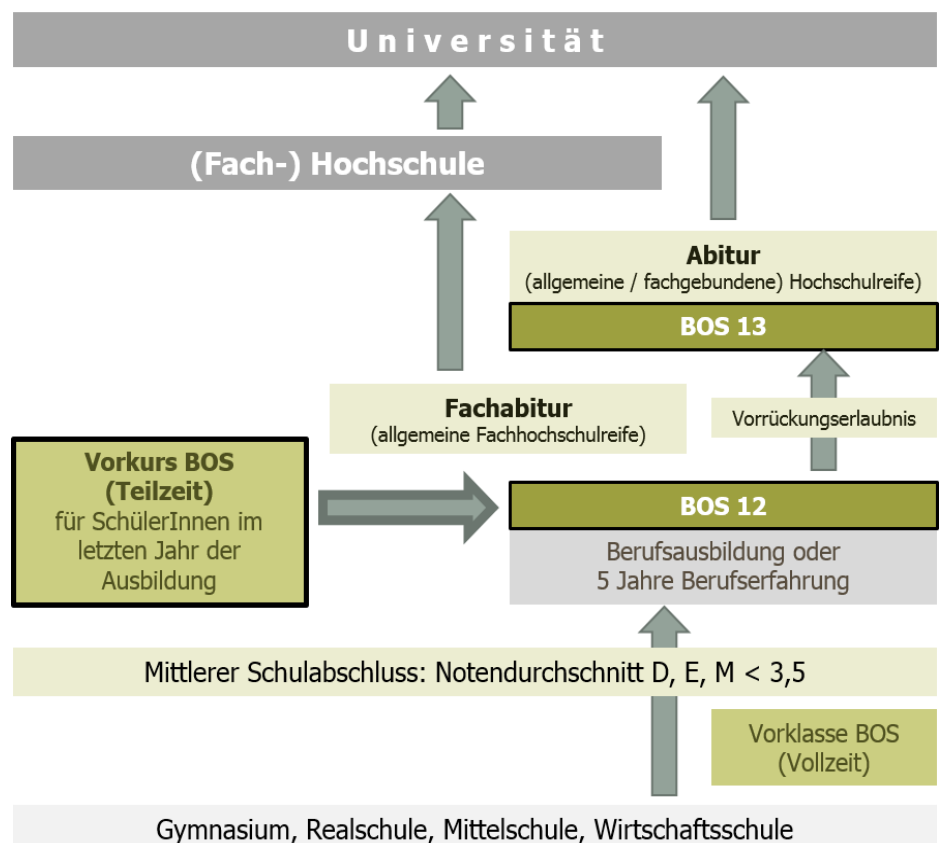 Universität
(Fach-) Hochschule
Abitur
(allgemeine / fachgebundene) Hochschulreife)
BOS 13
Fachabitur
(allgemeine Fachhochschulreife)
Vorrückungserlaubnis
Vorkurs BOS
(Teilzeit)
für SchülerInnen im
letzten Jahr der
Ausbildung
BOS 12
Berufsausbildung oder
5 Jahre Berufserfahrung
Mittlerer Schulabschluss: Notendurchschnitt D, E, M < 3,5
Vorklasse BOS
(Vollzeit)
Gymnasium, Realschule, Mittelschule, Wirtschaftsschule